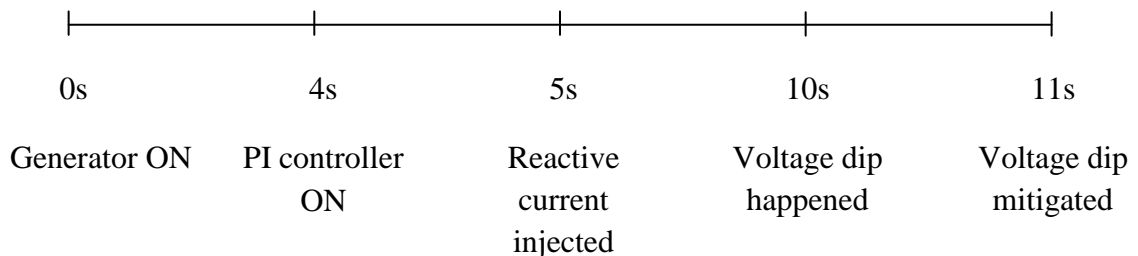 0s 4s 5s 10s 11s
Generator ON PI controller Reactive Voltage dip Voltage dip
ON current happened mitigated
injected